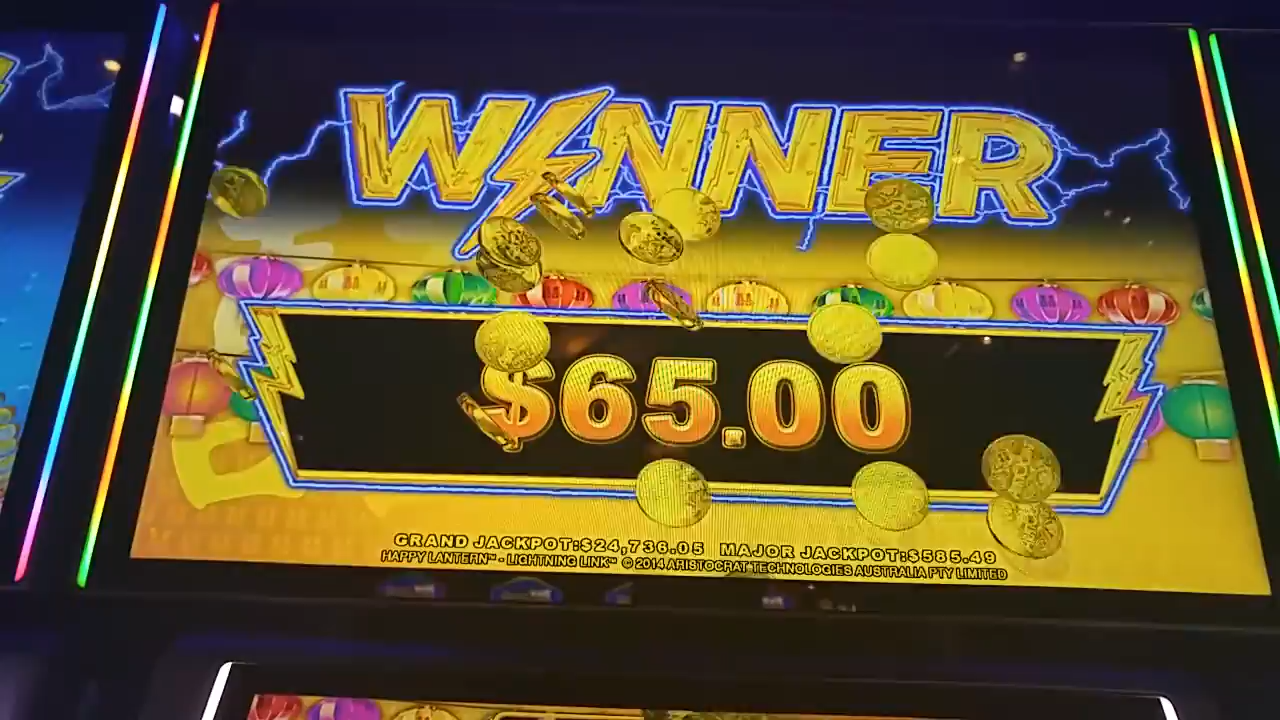 WINNER
$65.00
GRAND JACKPOT:$24,736.05 MAJOR JACKPOT:$585.49
HAPPY LANTERN™ - LIGHTNING LINK™ © 2014 ARISTOCRAT TECHNOLOGIES AUSTRALIA PTY LIMITED